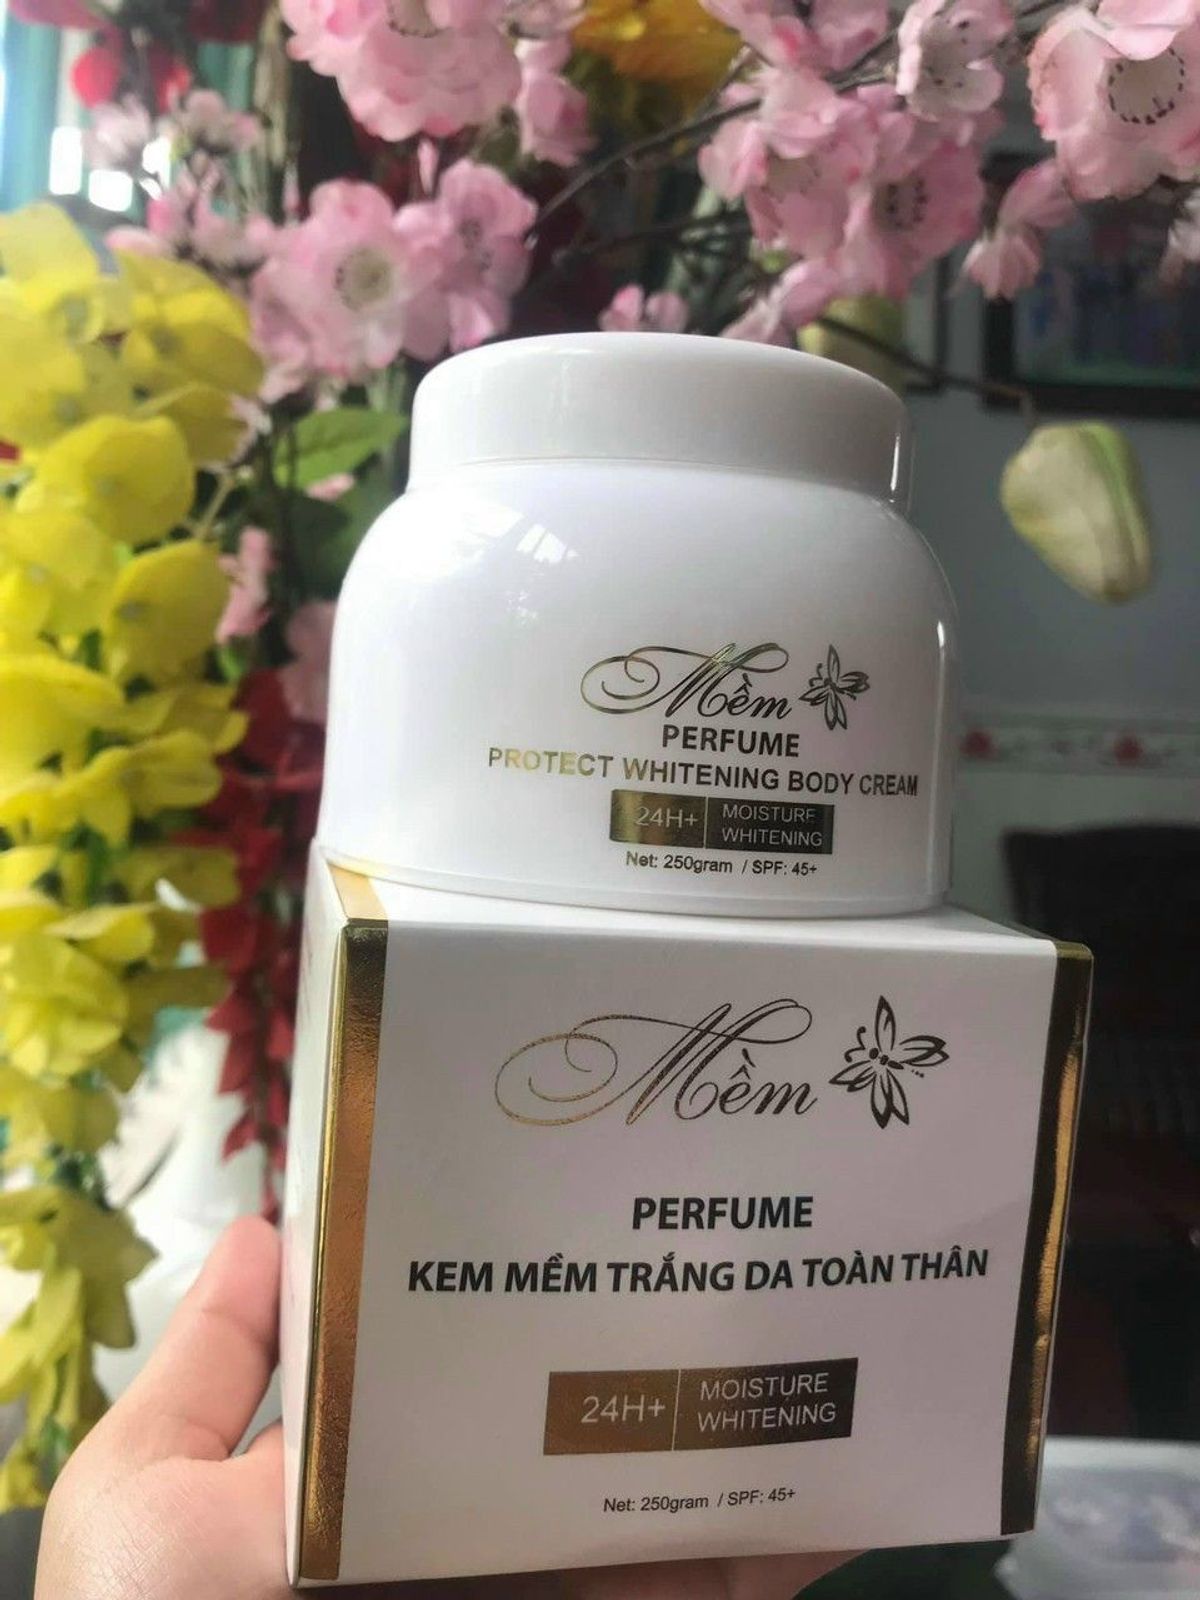 Mềm
PERFUME
PROTECT WHITENING BODY CREAM
24H+ MOISTURE
WHITENING
Net: 250gram / SPF: 45+
Mềm
PERFUME
KEM MỀM TRẮNG DA TOÀN THÂN
24H+ MOISTURE
WHITENING
Net: 250gram / SPF: 45+